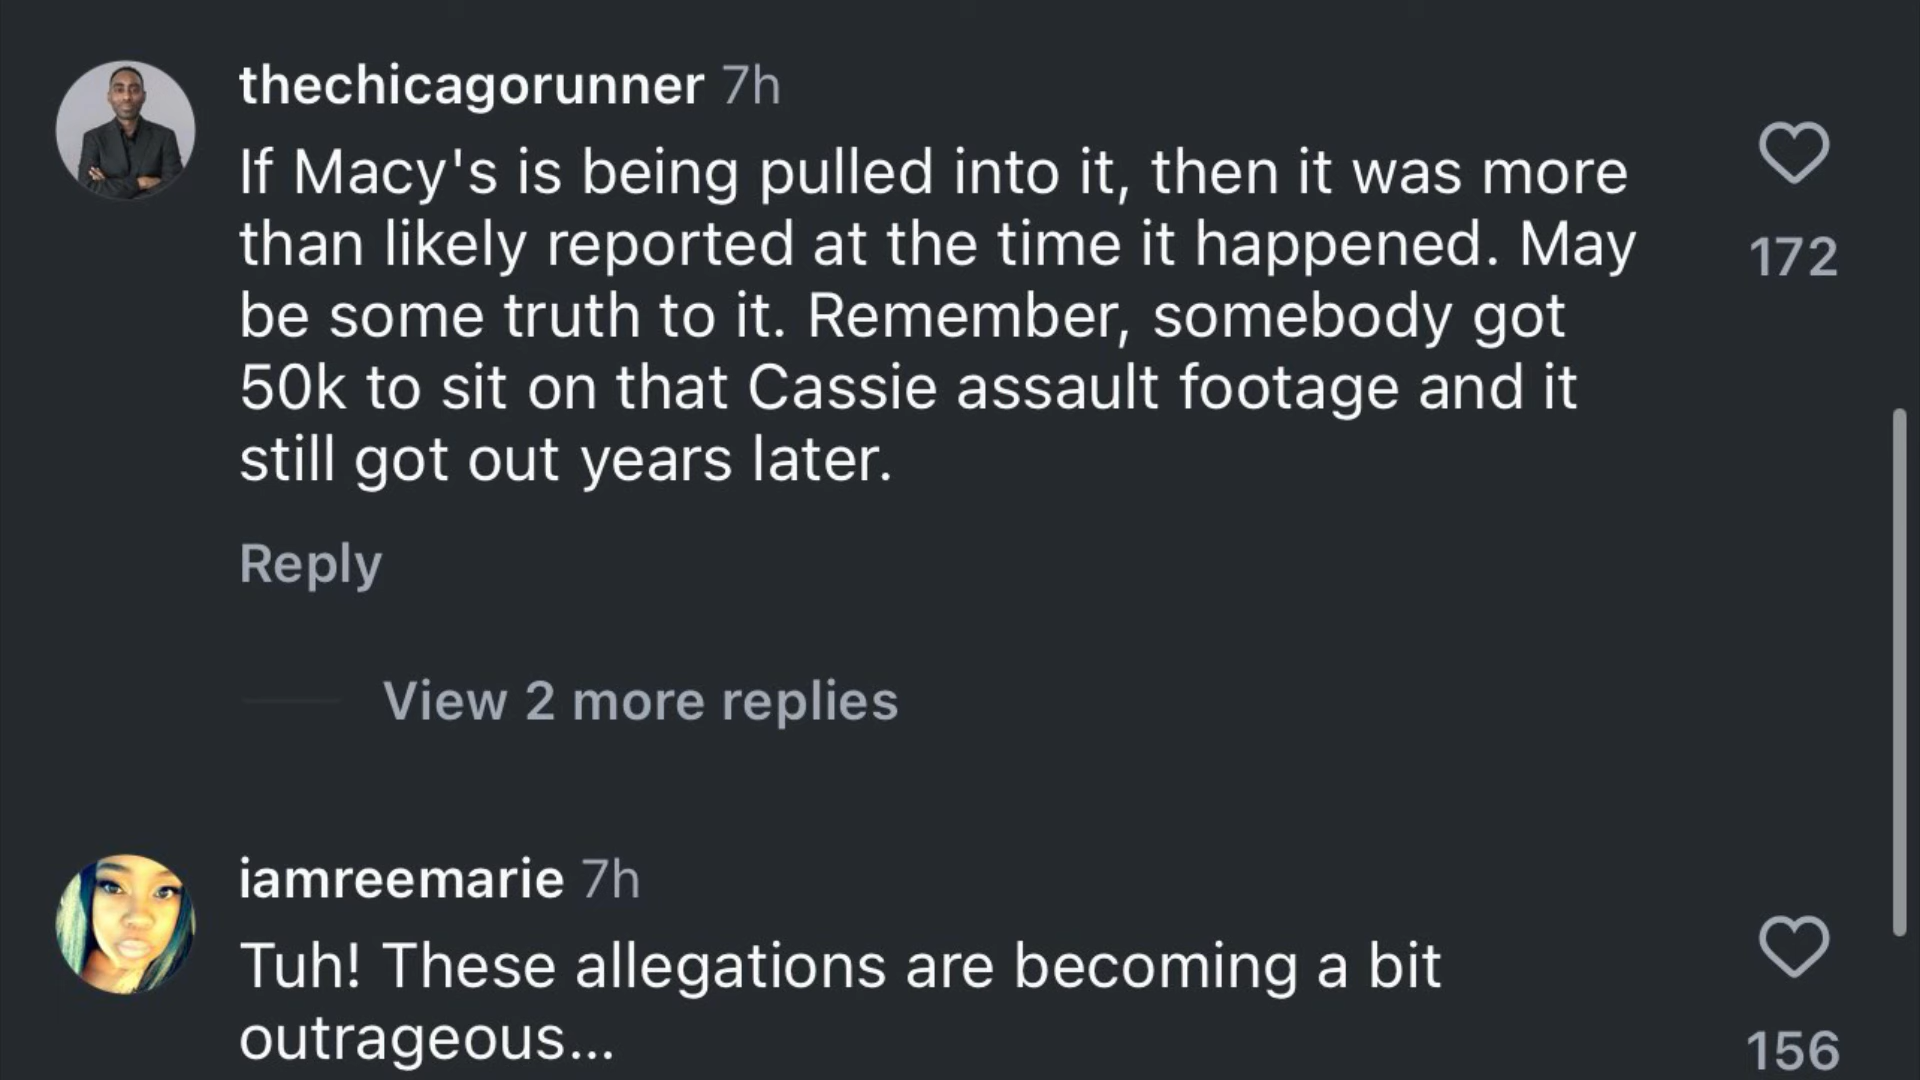 thechicagorunner 7h
If Macy's is being pulled into it, then it was more
than likely reported at the time it happened. May
be some truth to it. Remember, somebody got
50k to sit on that Cassie assault footage and it
still got out years later.
172
Reply
View 2 more replies
iamreemarie 7h
Tuh! These allegations are becoming a bit
outrageous...
156